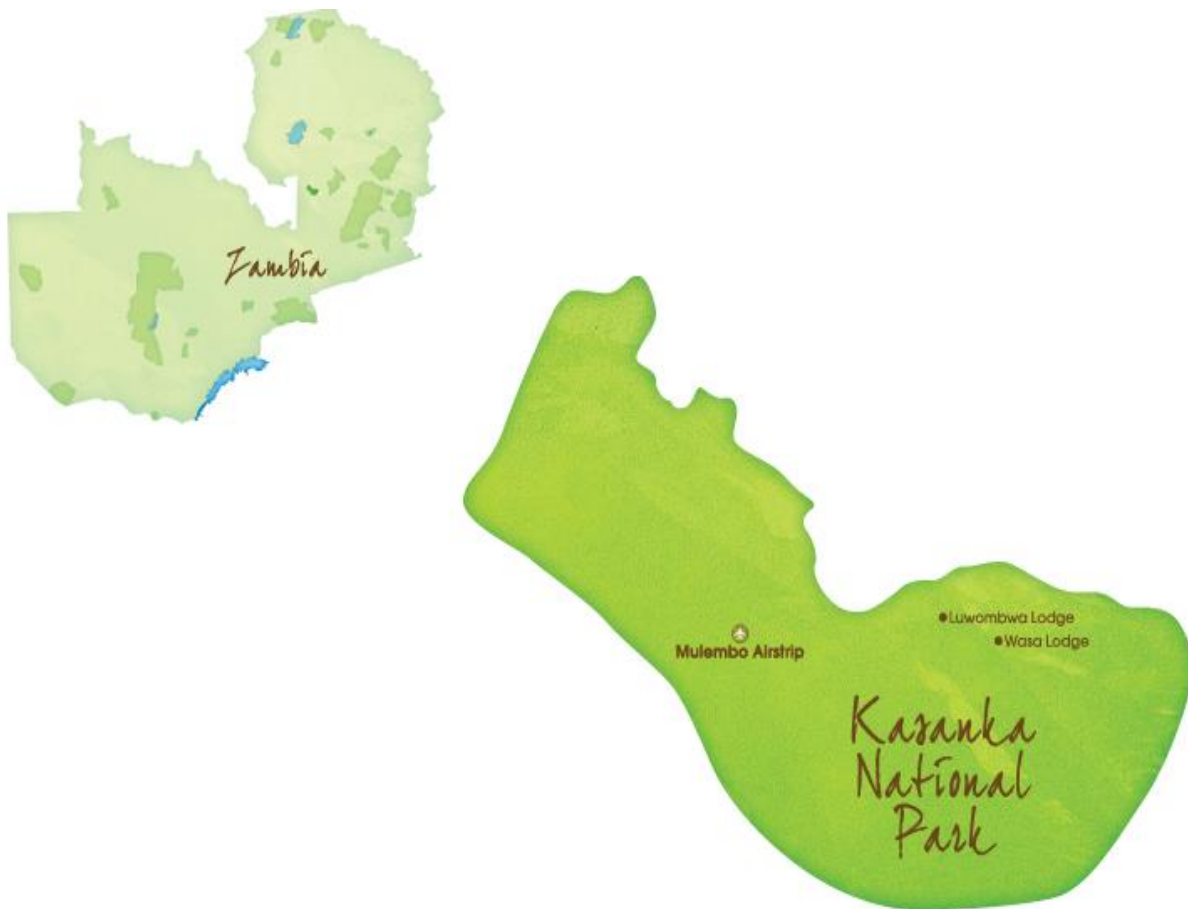 Zambia
Luwombwa Lodge
Wasa Lodge
Mulembo Airstrip
Kasanka
National
Park